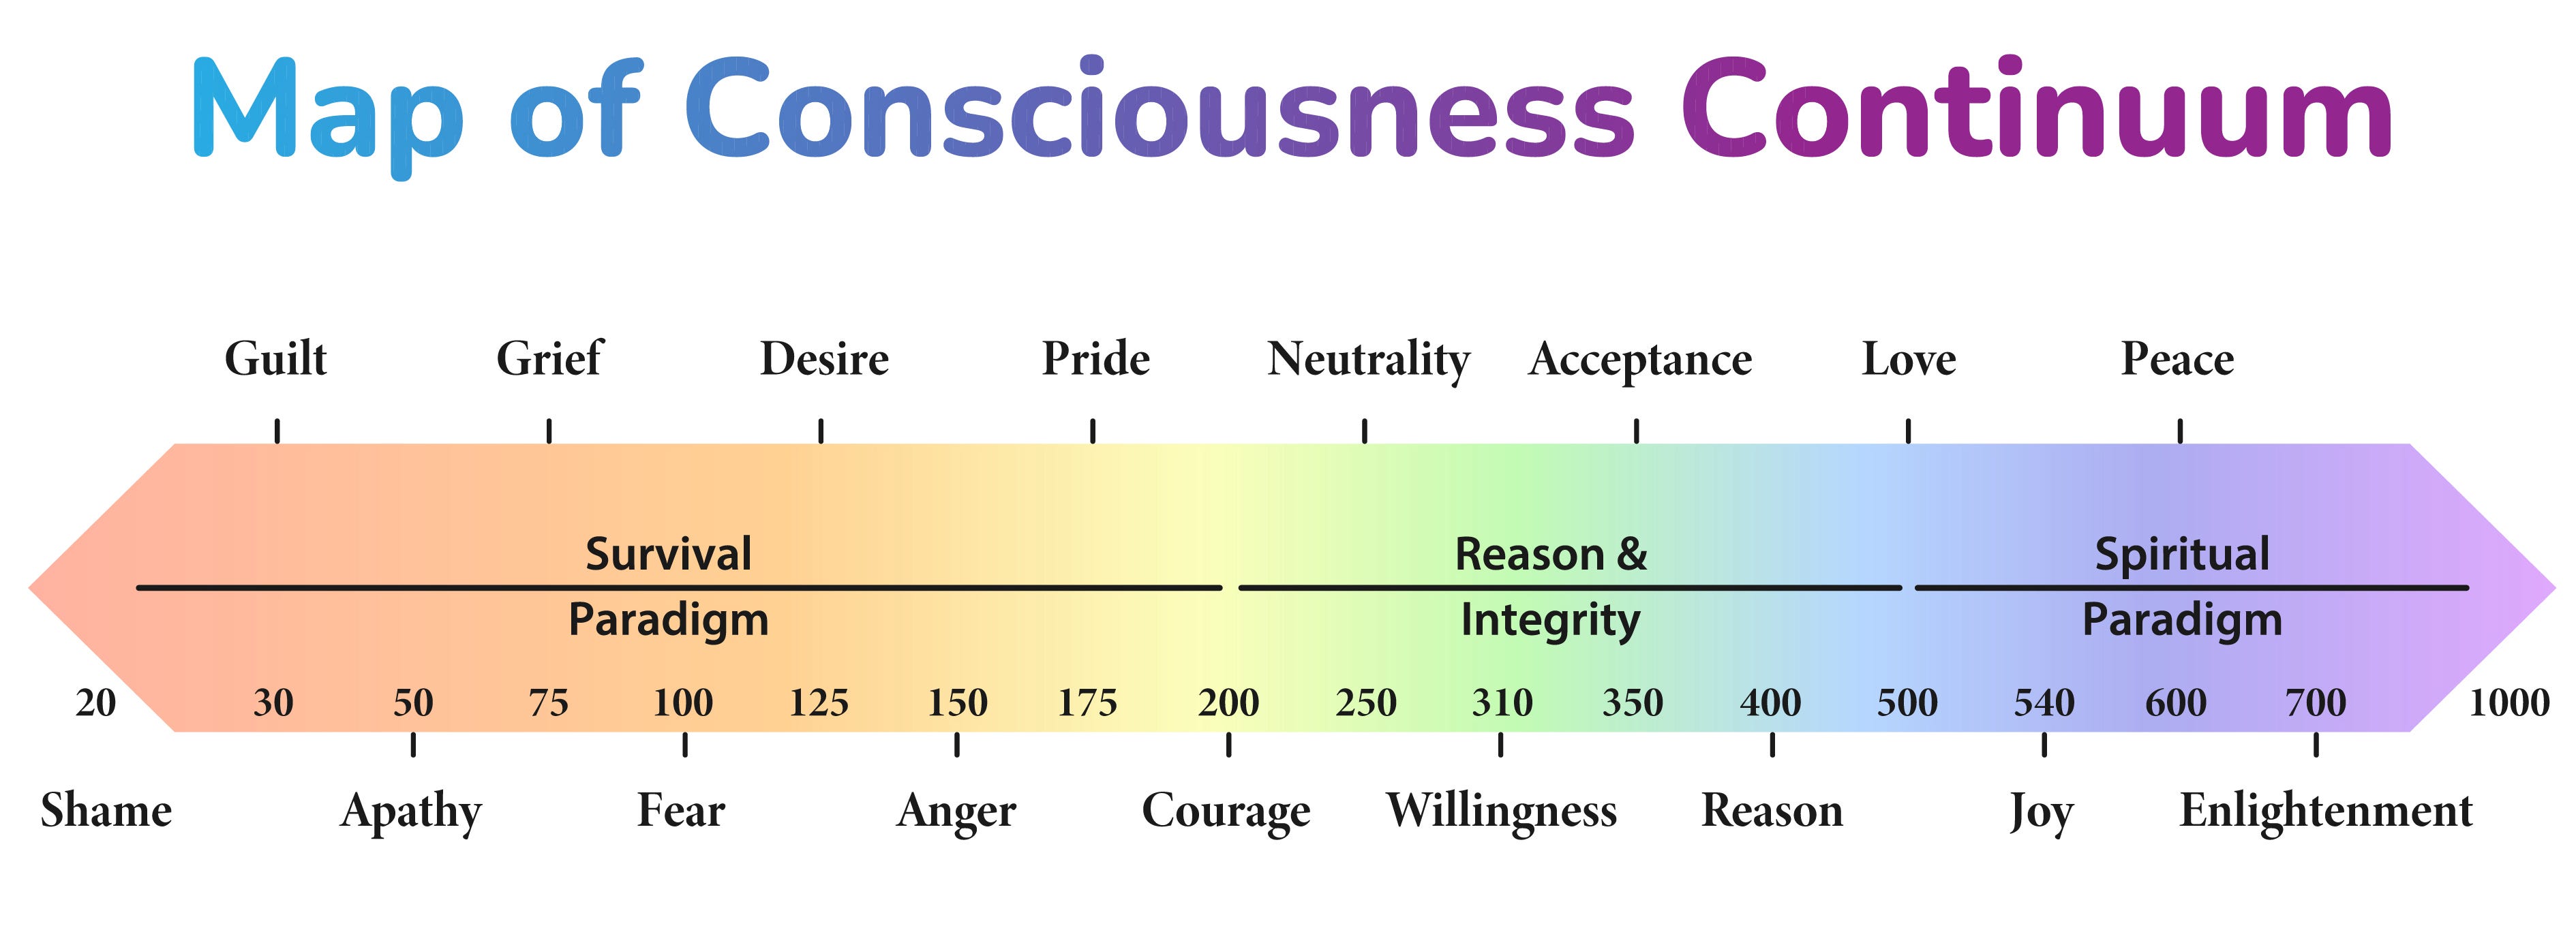 Map of Consciousness Continuum
Guilt Grief Desire Pride Neutrality Acceptance Love Peace
Survival Reason & Spiritual
Paradigm Integrity Paradigm
20 30 50 75 100 125 150 175 200 250 310 350 400 500 540 600 700 1000
Shame Apathy Fear Anger Courage Willingness Reason Joy Enlightenment